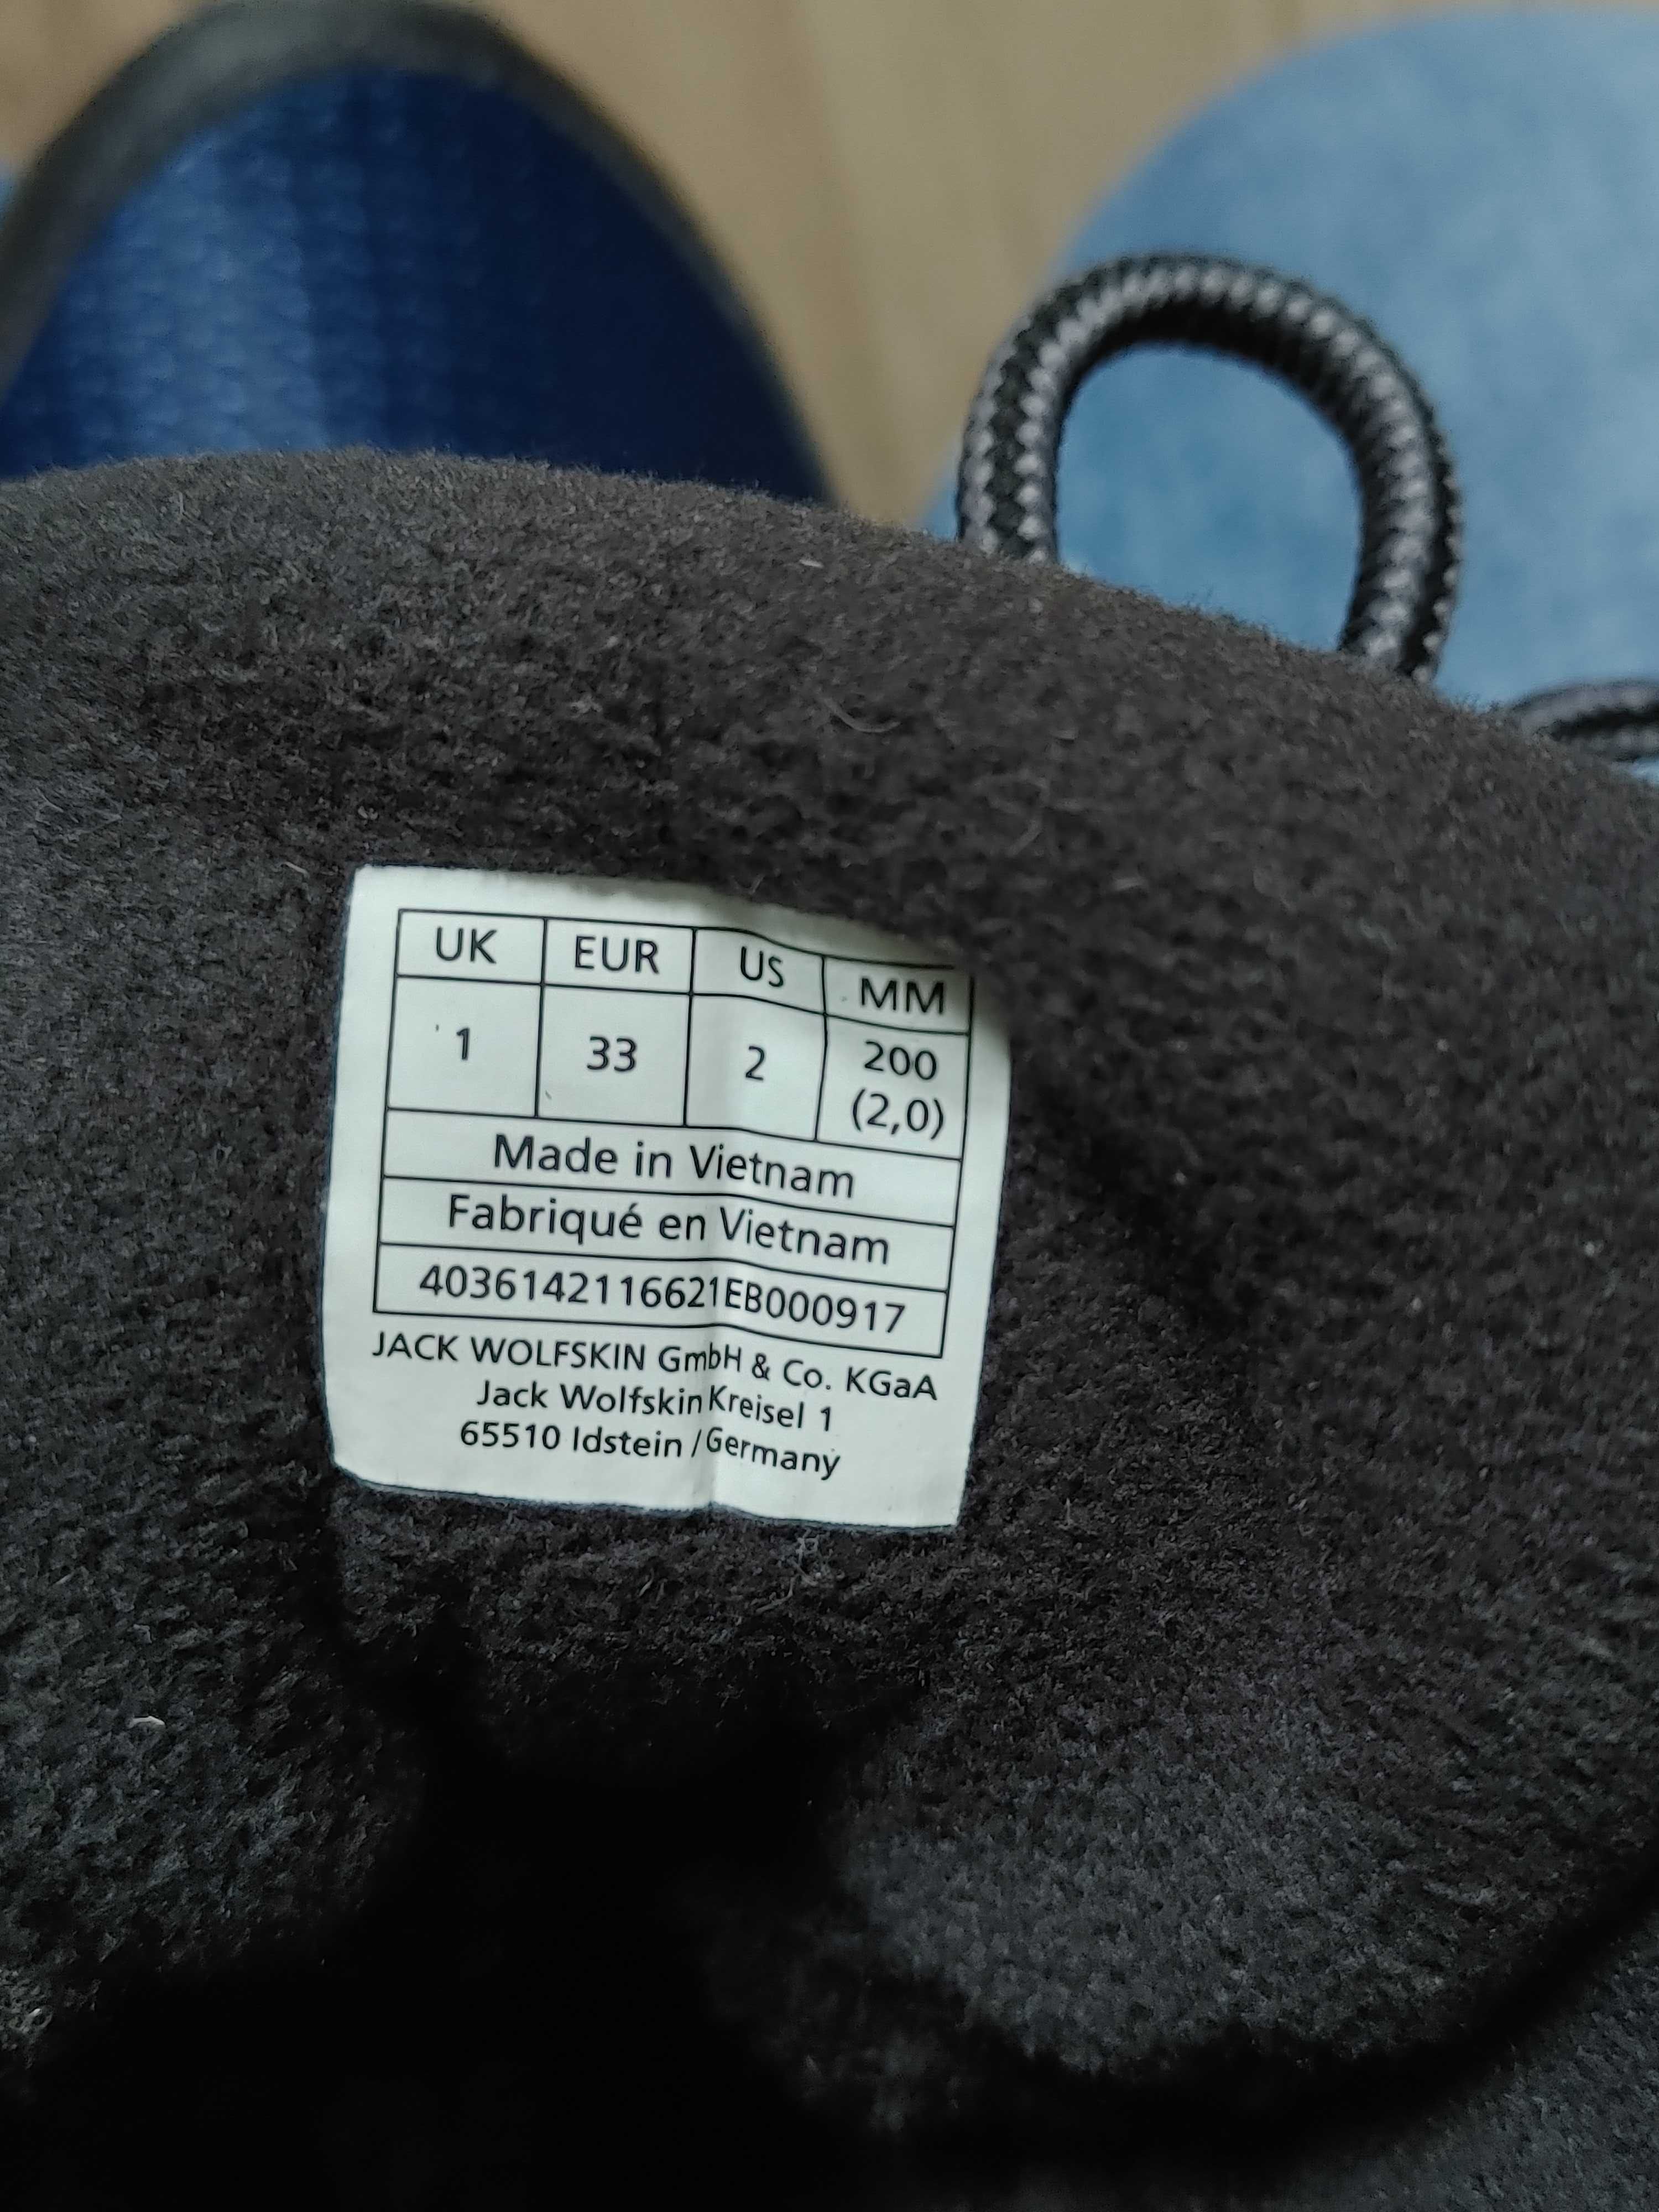 UK EUR US MM
1 33 2 200
(2,0)
Made in Vietnam
Fabriqué en Vietnam
4036142116621EB000917
JACK WOLFSKIN GmbH & Co. KGaA
Jack Wolfskin Kreisel 1
65510 Idstein / Germany